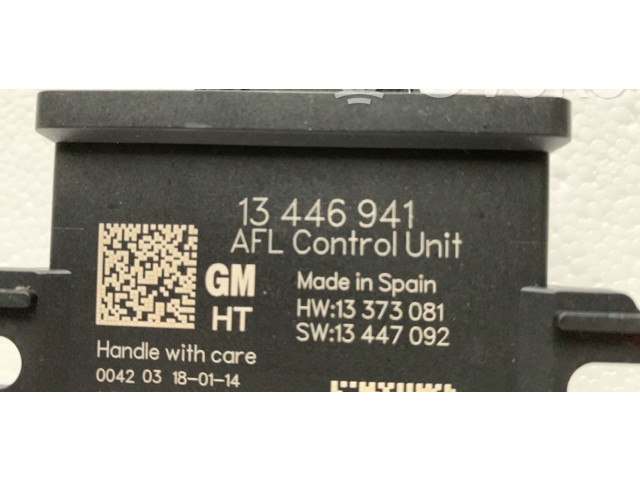 13 446 941
AFL Control Unit
GM
HT
Made in Spain
HW:13 373 081
SW:13 447 092
Handle with care
0042 03 18-01-14